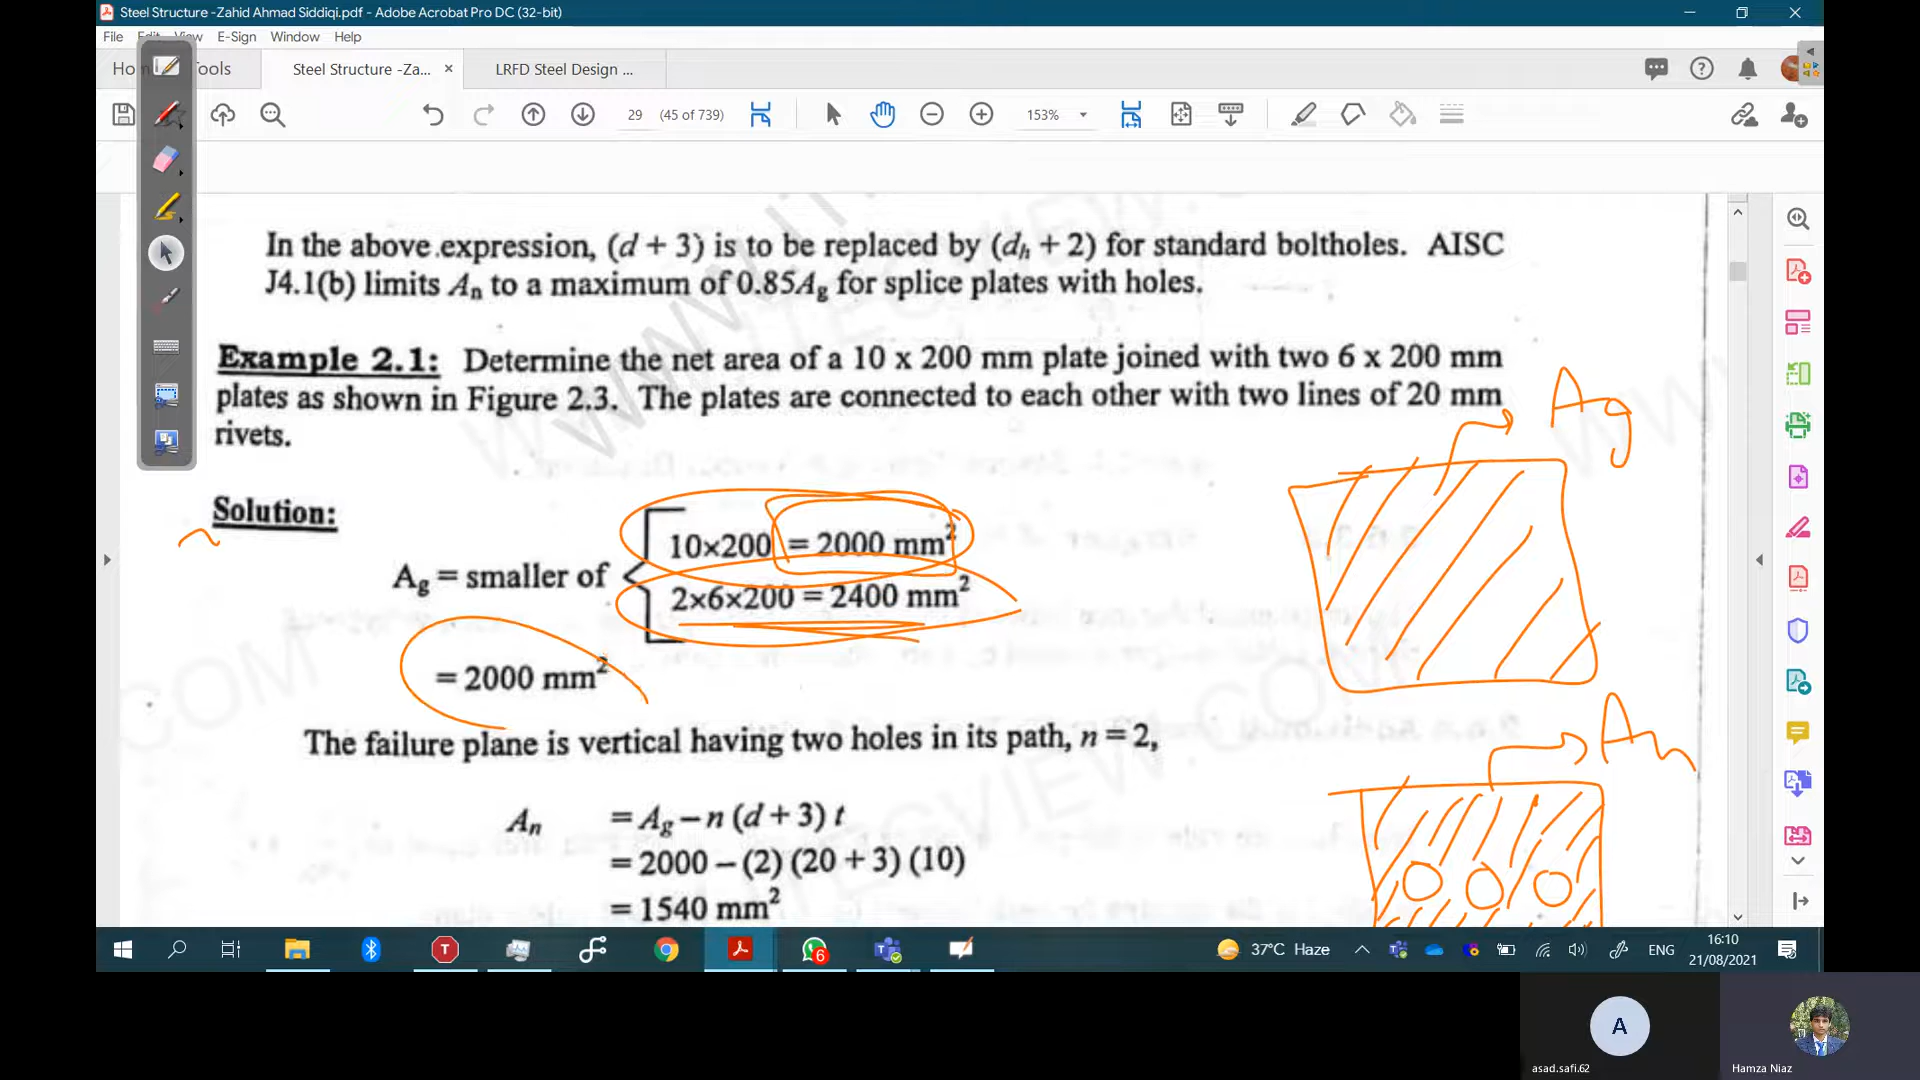 Steel Structure -Zahid Ahmad Siddiqi.pdf - Adobe Acrobat Pro DC (32-bit)
File Edit View E-Sign Window Help
Steel Structure -Za... × LRFD Steel Design ...
29 (45 of 739) 153%
In the above expression, (d + 3) is to be replaced by (dh + 2) for standard boltholes. AISC
J4.1(b) limits An to a maximum of 0.85Ag for splice plates with holes.
Example 2.1: Determine the net area of a 10 x 200 mm plate joined with two 6 x 200 mm
plates as shown in Figure 2.3. The plates are connected to each other with two lines of 20 mm
rivets.
Ag
Solution:
10×200 = 2000 mm²
Ag = smaller of
2×6×200 = 2400 mm²
= 2000 mm²
The failure plane is vertical having two holes in its path, n = 2,
An
An = Ag – n (d + 3) t
= 2000 – (2) (20 + 3) (10)
= 1540 mm²
37°C Haze
ENG
16:10
21/08/2021
A
asad.safi.62
Hamza Niaz